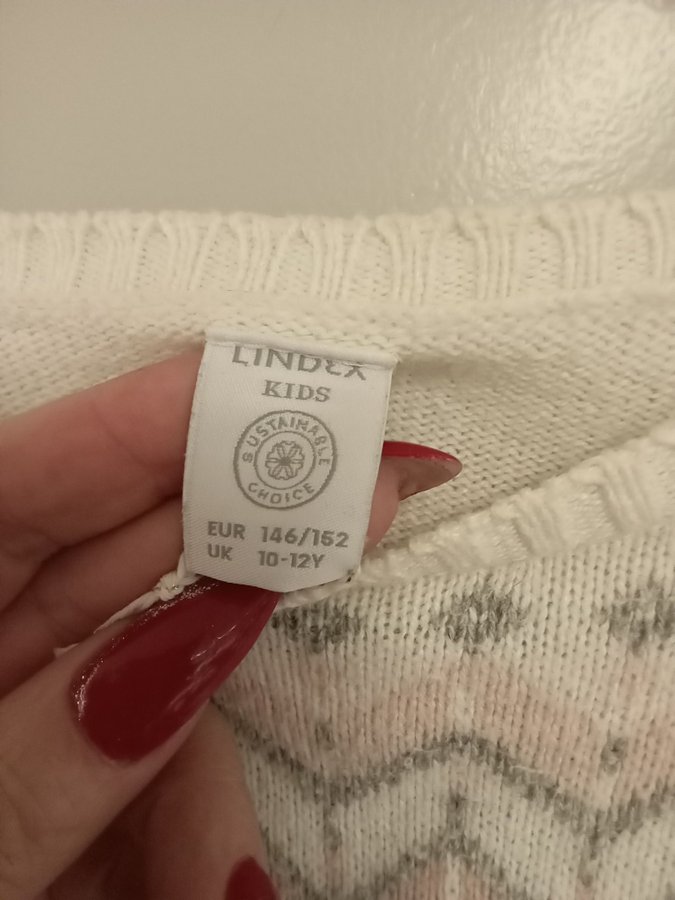 LINDEX
KIDS
SUSTAINABLE
CHOICE
EUR 146/152
UK 10-12Y